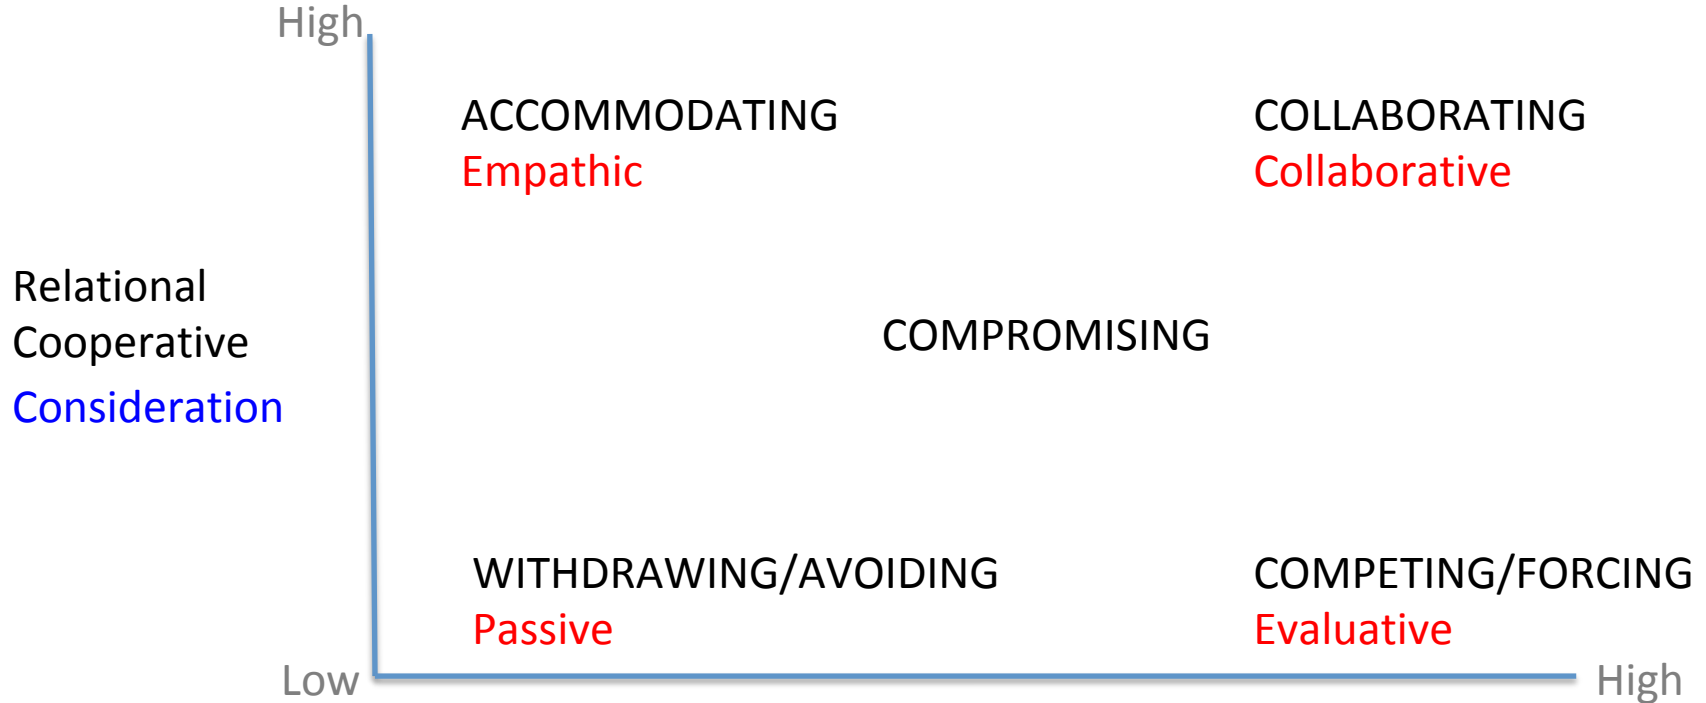 High
ACCOMMODATING
Empathic
COLLABORATING
Collaborative
Relational
Cooperative
Consideration
COMPROMISING
WITHDRAWING/AVOIDING
Passive
COMPETING/FORCING
Evaluative
Low
High